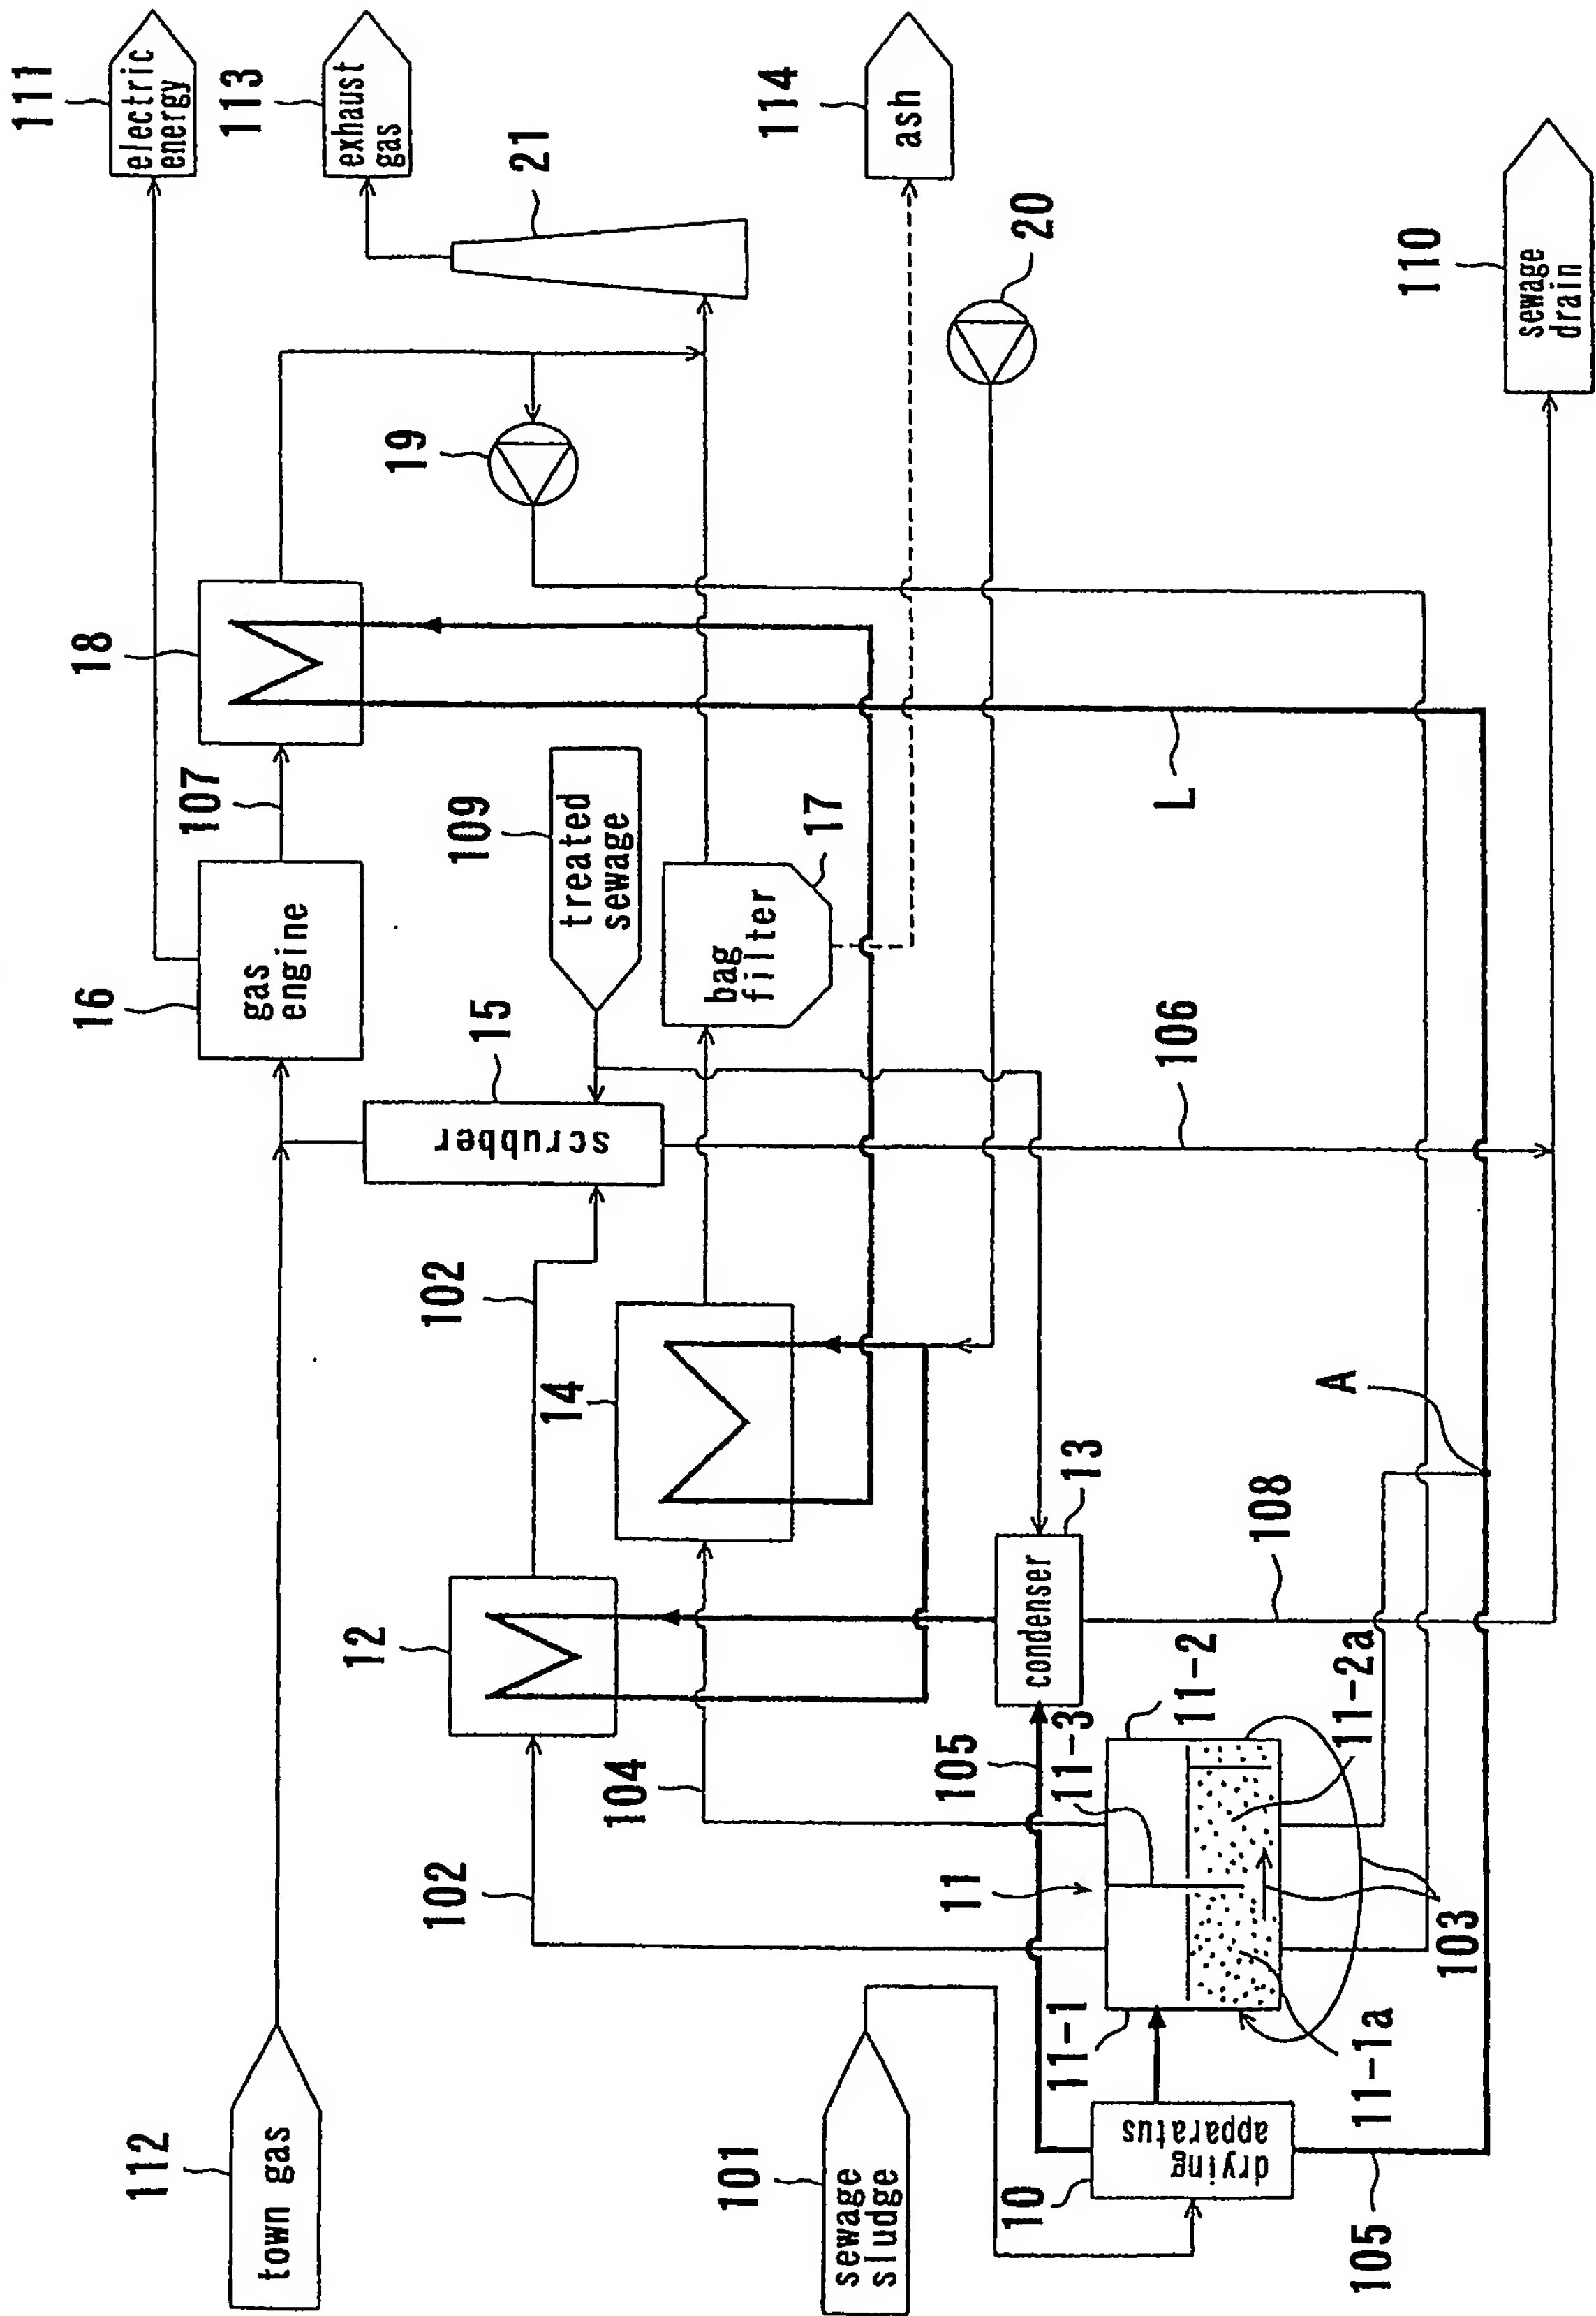 111
electric
energy
113
exhaust
gas
21
114
ash
20
110
sewage
drain
19
18
107
109
treated
sewage
17
L
16
gas
engine
15
scrubber
bag
filter
106
102
14
A
12
condenser
13
108
104
105
11-3
11-2
11-2a
102
11
103
11-1
11-1a
112
town gas
101
sewage
sludge
10
drying
apparatus
105